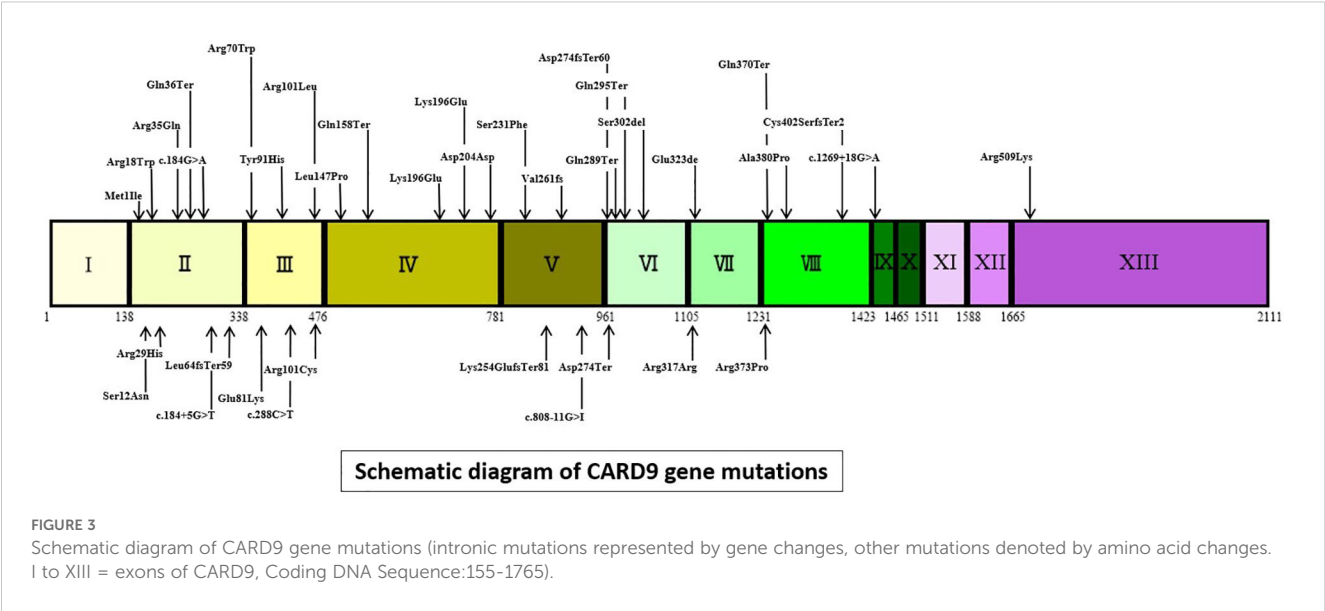 Arg70Trp
Asp274fsTer60
Gln370Ter
Gln36Ter
Arg101Leu
Gln295Ter
Lys196Glu
Arg35Gln
Gln158Ter
Ser231Phe
Ser302del
Cys402SerfsTer2
Arg18Trp
c.184G>A
Tyr91His
Asp204Asp
Gln289Ter
Glu323de
Ala380Pro
c.1269+18G>A
Arg509Lys
Leu147Pro
Lys196Glu
Val261fs
Met1Ile
I II III IV V VI VII VIII IX X XI XII XIII
1 138 338 476 781 961 1105 1231 1423 1465 1511 1588 1665 2111
Arg29His
Leu64fsTer59
Arg101Cys
Lys254GlufsTer81
Asp274Ter
Arg317Arg
Arg373Pro
Ser12Asn
Glu81Lys
c.184+5G>T
c.288C>T
c.808-11G>I
Schematic diagram of CARD9 gene mutations
FIGURE 3
Schematic diagram of CARD9 gene mutations (intronic mutations represented by gene changes, other mutations denoted by amino acid changes.
I to XIII = exons of CARD9, Coding DNA Sequence:155-1765).